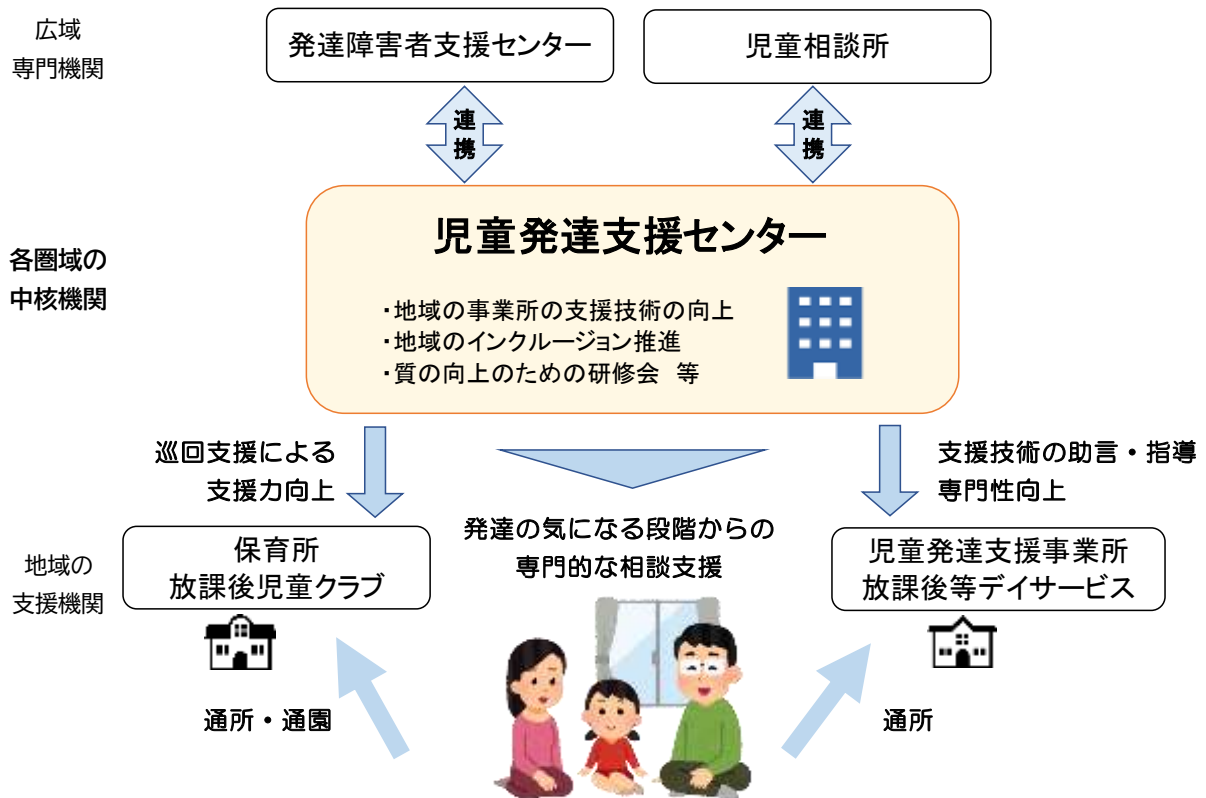 広域
専門機関
発達障害者支援センター
児童相談所
連
携
連
携
各圏域の
中核機関
児童発達支援センター
・地域の事業所の支援技術の向上
・地域のインクルージョン推進
・質の向上のための研修会　等
巡回支援による
支援力向上
支援技術の助言・指導
専門性向上
発達の気になる段階からの
専門的な相談支援
地域の
支援機関
保育所
放課後児童クラブ
児童発達支援事業所
放課後等デイサービス
通所・通園
通所